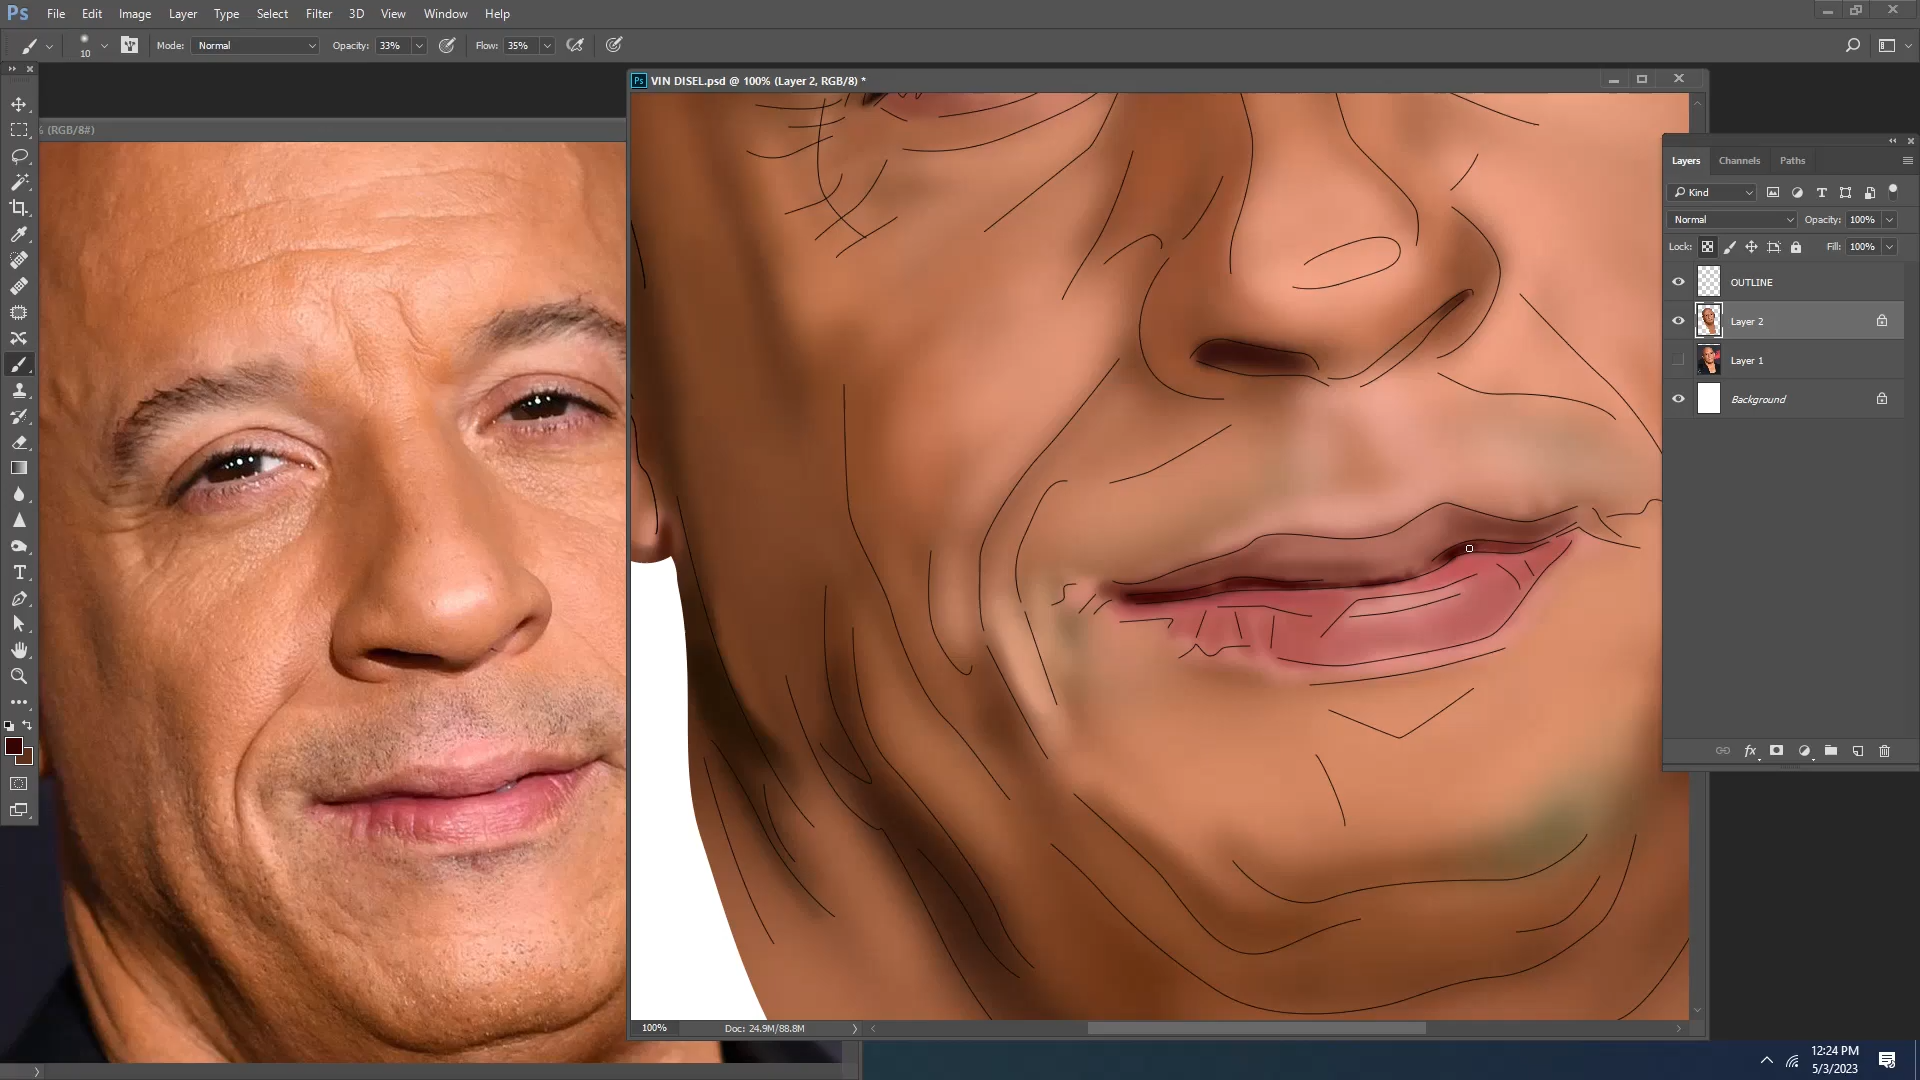 Ps File Edit Image Layer Type Select Filter 3D View Window Help
10 Mode: Normal Opacity: 33% Flow: 35%
Ps VIN DISEL.psd @ 100% (Layer 2, RGB/8) *
% (RGB/8#)
Layers Channels Paths
Kind
Normal Opacity: 100%
Lock: Fill: 100%
OUTLINE
Layer 2
Layer 1
Background
fx
100% Doc: 24.9M/88.8M
12:24 PM
5/3/2023